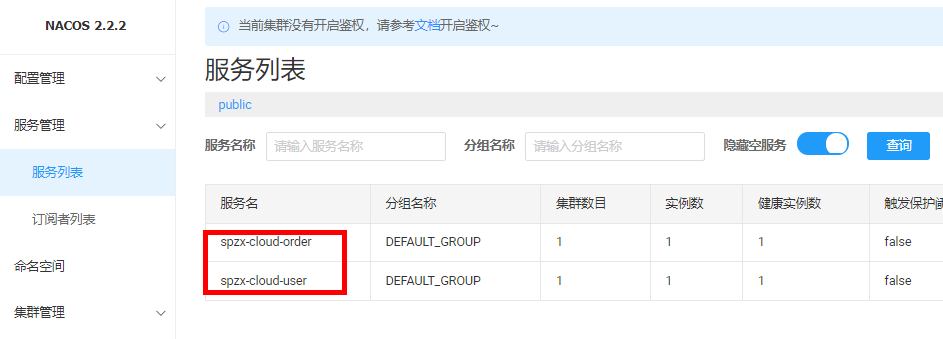 NACOS 2.2.2
当前集群没有开启鉴权，请参考文档开启鉴权~
配置管理
服务管理
服务列表
订阅者列表
命名空间
集群管理
服务列表
public
服务名称 请输入服务名称 分组名称 请输入分组名称 隐藏空服务 查询
服务名 分组名称 集群数目 实例数 健康实例数 触发保护
spzx-cloud-order DEFAULT_GROUP 1 1 1 false
spzx-cloud-user DEFAULT_GROUP 1 1 1 false